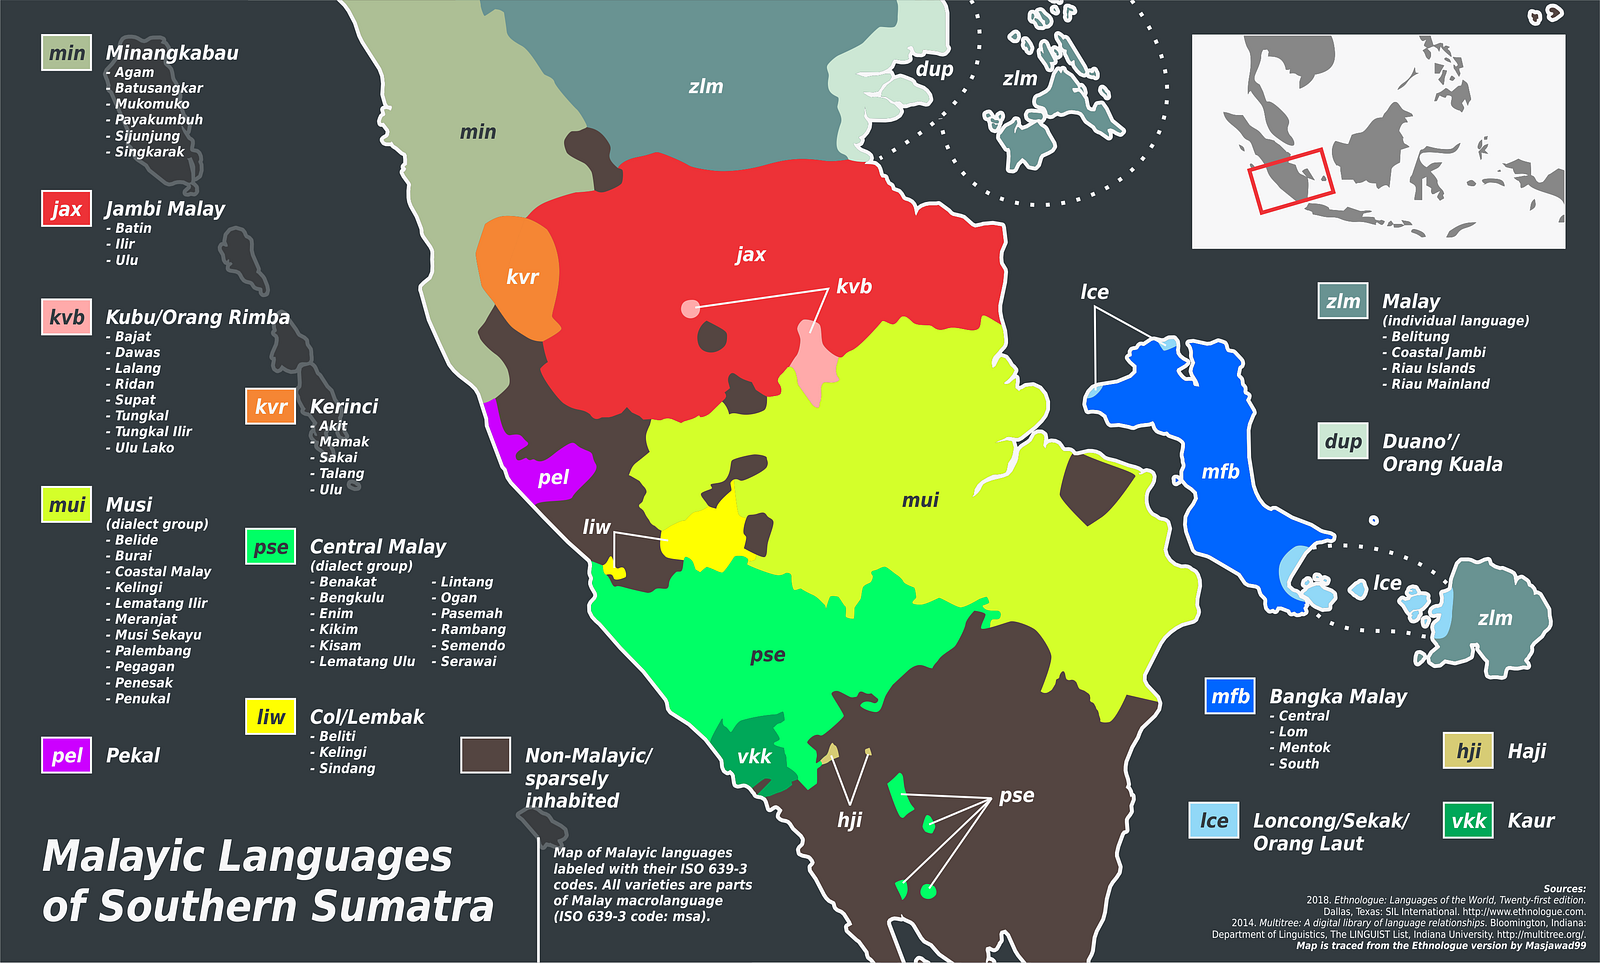 min
Minangkabau
- Agam
- Batusangkar
- Mukomuko
- Payakumbuh
- Sijunjung
- Singkarak
jax
Jambi Malay
- Batin
- Ilir
- Ulu
kvb
Kubu/Orang Rimba
- Bajat
- Dawas
- Lalang
- Ridan
- Supat
- Tungkal
- Tungkal Ilir
- Ulu Lako
kvr
Kerinci
- Akit
- Mamak
- Sakai
- Talang
- Ulu
mui
Musi
(dialect group)
- Belide
- Burai
- Coastal Malay
- Kelingi
- Lematang Ilir
- Meranjat
- Musi Sekayu
- Palembang
- Pegagan
- Penesak
- Penukal
pse
Central Malay
(dialect group)
- Benakat
- Bengkulu
- Enim
- Kikim
- Kisam
- Lematang Ulu
- Lintang
- Ogan
- Pasemah
- Rambang
- Semendo
- Serawai
liw
Col/Lembak
- Beliti
- Kelingi
- Sindang
pel
Pekal
Non-Malayic/
sparsely
inhabited
Malayic Languages
of Southern Sumatra
Map of Malayic languages
labeled with their ISO 639-3
codes. All varieties are parts
of Malay macrolanguage
(ISO 639-3 code: msa).
min
zlm
dup
zlm
jax
kvr
kvb
pel
liw
mui
pse
vkk
hji
pse
lce
mfb
lce
zlm
zlm
Malay
(individual language)
- Belitung
- Coastal Jambi
- Riau Islands
- Riau Mainland
dup
Duano’/
Orang Kuala
mfb
Bangka Malay
- Central
- Lom
- Mentok
- South
hji
Haji
lce
Loncong/Sekak/
Orang Laut
vkk
Kaur
Sources:
2018. Ethnologue: Languages of the World, Twenty-first edition.
Dallas, Texas: SIL International. http://www.ethnologue.com.
2014. Multitree: A digital library of language relationships. Bloomington, Indiana:
Department of Linguistics, The LINGUIST List, Indiana University. http://multitree.org/.
Map is traced from the Ethnologue version by Masjawad99